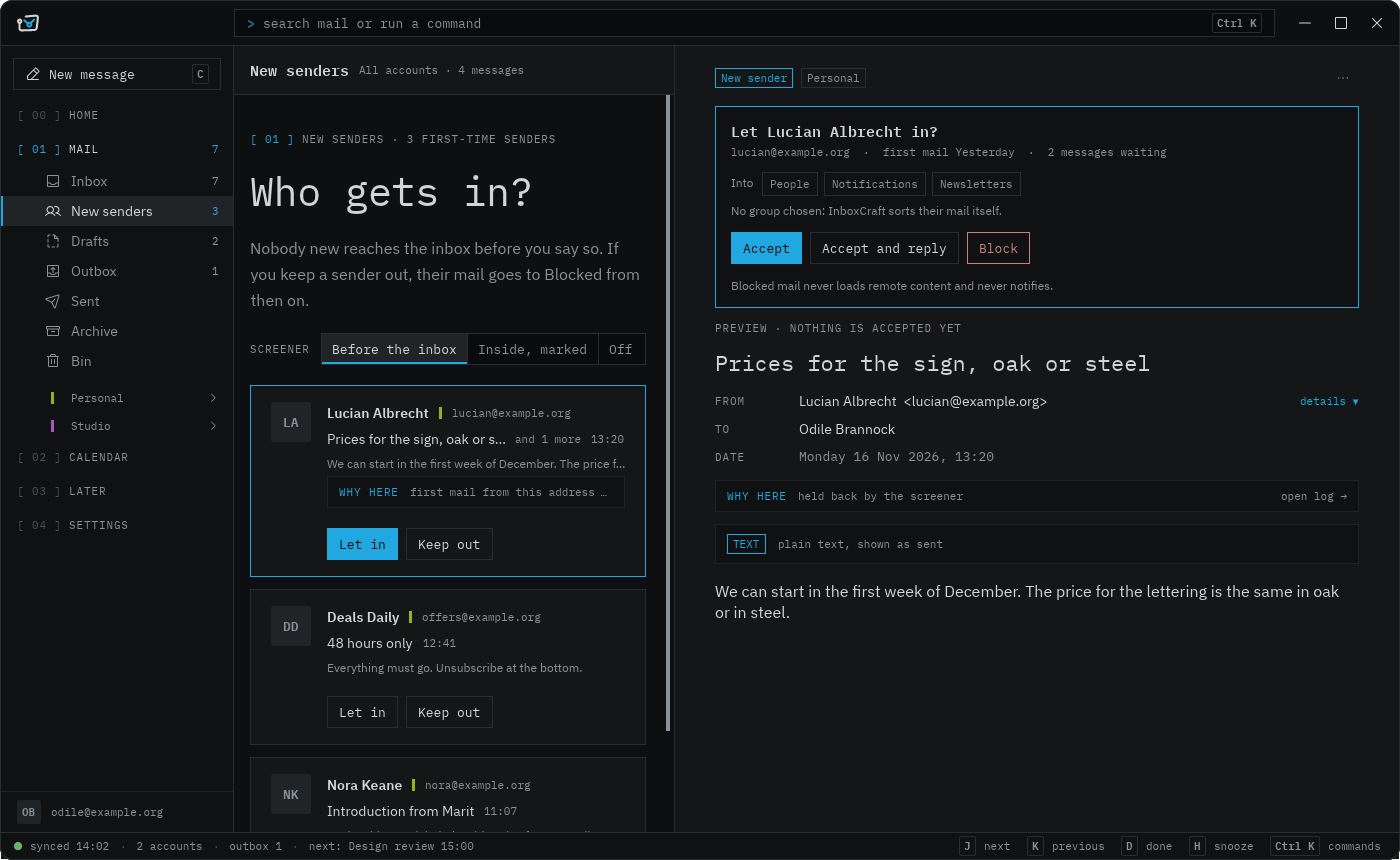 > search mail or run a command
Ctrl K
New message
C
[ 00 ] HOME
[ 01 ] MAIL 7
Inbox 7
New senders 3
Drafts 2
Outbox 1
Sent
Archive
Bin
Personal
Studio
[ 02 ] CALENDAR
[ 03 ] LATER
[ 04 ] SETTINGS
OB odile@example.org
New senders All accounts · 4 messages
[ 01 ] NEW SENDERS · 3 FIRST-TIME SENDERS
Who gets in?
Nobody new reaches the inbox before you say so. If
you keep a sender out, their mail goes to Blocked from
then on.
SCREENER Before the inbox Inside, marked Off
LA
Lucian Albrecht lucian@example.org
Prices for the sign, oak or s… and 1 more 13:20
We can start in the first week of December. The price f…
WHY HERE first mail from this address …
Let in Keep out
DD
Deals Daily offers@example.org
48 hours only 12:41
Everything must go. Unsubscribe at the bottom.
Let in Keep out
NK
Nora Keane nora@example.org
Introduction from Marit 11:07
New sender Personal ···
Let Lucian Albrecht in?
lucian@example.org · first mail Yesterday · 2 messages waiting
Into People Notifications Newsletters
No group chosen: InboxCraft sorts their mail itself.
Accept Accept and reply Block
Blocked mail never loads remote content and never notifies.
PREVIEW · NOTHING IS ACCEPTED YET
Prices for the sign, oak or steel
FROM Lucian Albrecht <lucian@example.org> details ▾
TO Odile Brannock
DATE Monday 16 Nov 2026, 13:20
WHY HERE held back by the screener open log →
TEXT plain text, shown as sent
We can start in the first week of December. The price for the lettering is the same in oak
or in steel.
synced 14:02 · 2 accounts · outbox 1 · next: Design review 15:00
J next K previous D done H snooze Ctrl K commands